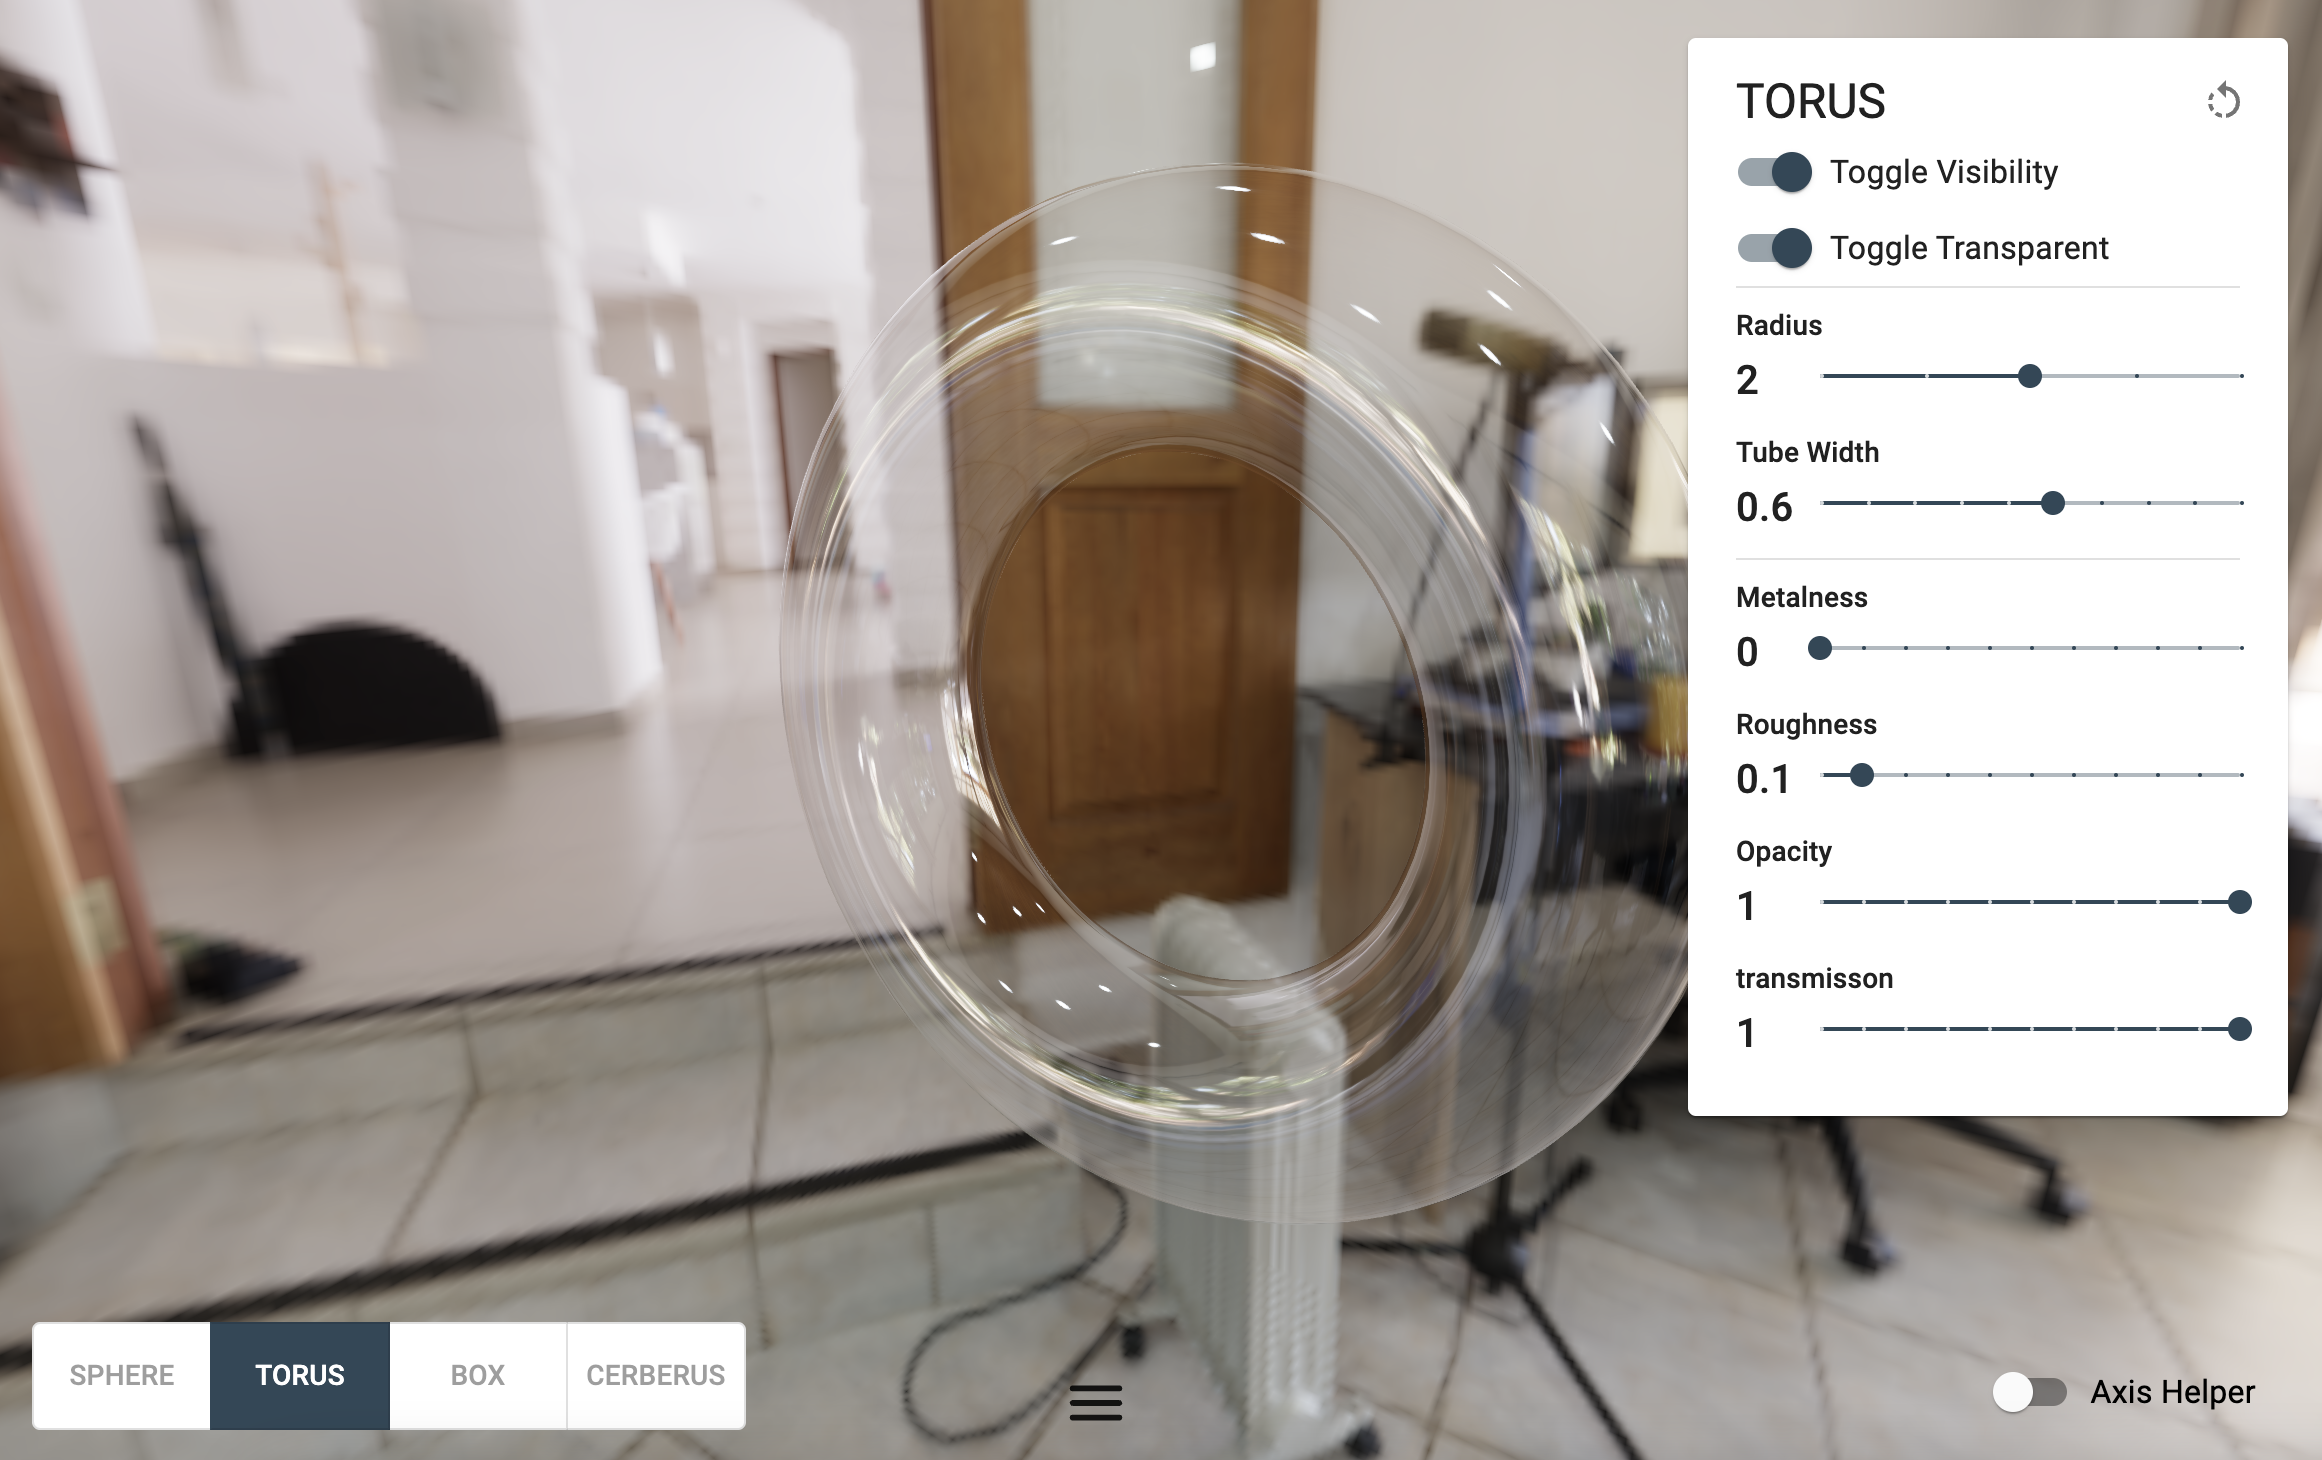 TORUS
Toggle Visibility
Toggle Transparent
Radius
2
Tube Width
0.6
Metalness
0
Roughness
0.1
Opacity
1
transmisson
1
SPHERE TORUS BOX CERBERUS
Axis Helper